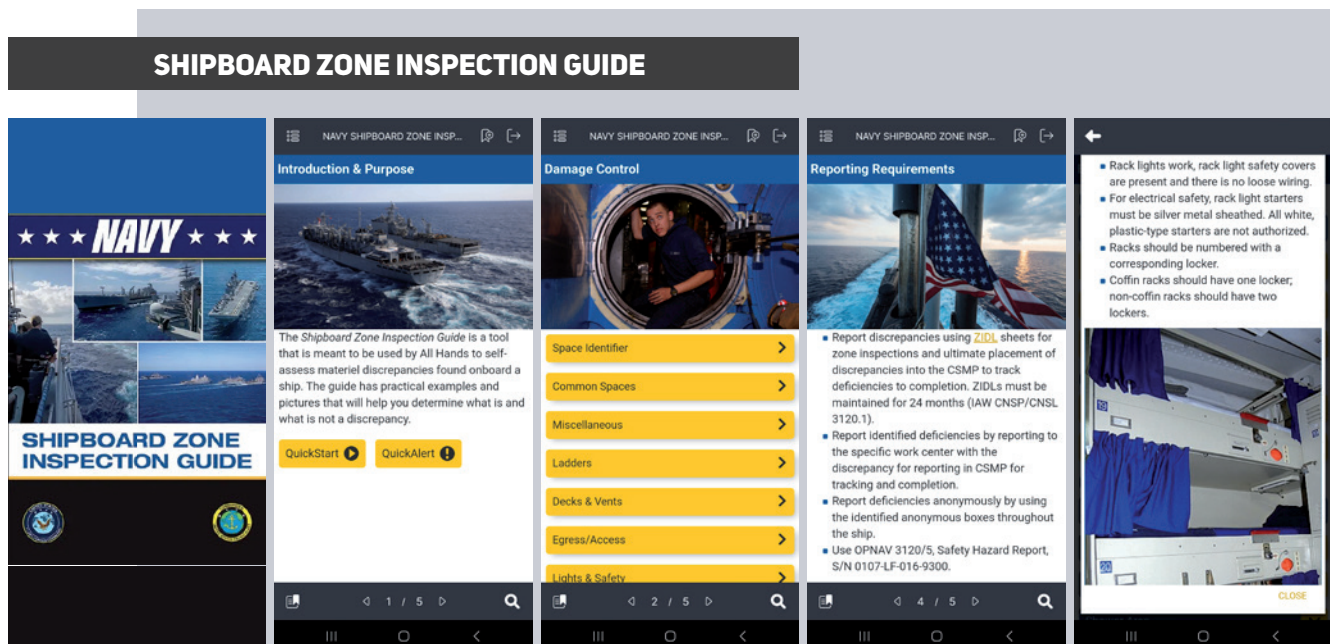 SHIPBOARD ZONE INSPECTION GUIDE
★ ★ ★ NAVY ★ ★ ★
SHIPBOARD ZONE
INSPECTION GUIDE
NAVY SHIPBOARD ZONE INSP...
Introduction & Purpose
The Shipboard Zone Inspection Guide is a tool
that is meant to be used by All Hands to self-
assess materiel discrepancies found onboard a
ship. The guide has practical examples and
pictures that will help you determine what is and
what is not a discrepancy.
QuickStart
QuickAlert
1 / 5
NAVY SHIPBOARD ZONE INSP...
Damage Control
Space Identifier
Common Spaces
Miscellaneous
Ladders
Decks & Vents
Egress/Access
Lights & Safety
2 / 5
NAVY SHIPBOARD ZONE INSP...
Reporting Requirements
▪ Report discrepancies using ZIDL sheets for
zone inspections and ultimate placement of
discrepancies into the CSMP to track
deficiencies to completion. ZIDLs must be
maintained for 24 months (IAW CNSP/CNSL
3120.1).
▪ Report identified deficiencies by reporting to
the specific work center with the
discrepancy for reporting in CSMP for
tracking and completion.
▪ Report deficiencies anonymously by using
the identified anonymous boxes throughout
the ship.
▪ Use OPNAV 3120/5, Safety Hazard Report,
S/N 0107-LF-016-9300.
4 / 5
▪ Rack lights work, rack light safety covers
are present and there is no loose wiring.
▪ For electrical safety, rack light starters
must be silver metal sheathed. All white,
plastic-type starters are not authorized.
▪ Racks should be numbered with a
corresponding locker.
▪ Coffin racks should have one locker;
non-coffin racks should have two
lockers.
19
20
CLOSE